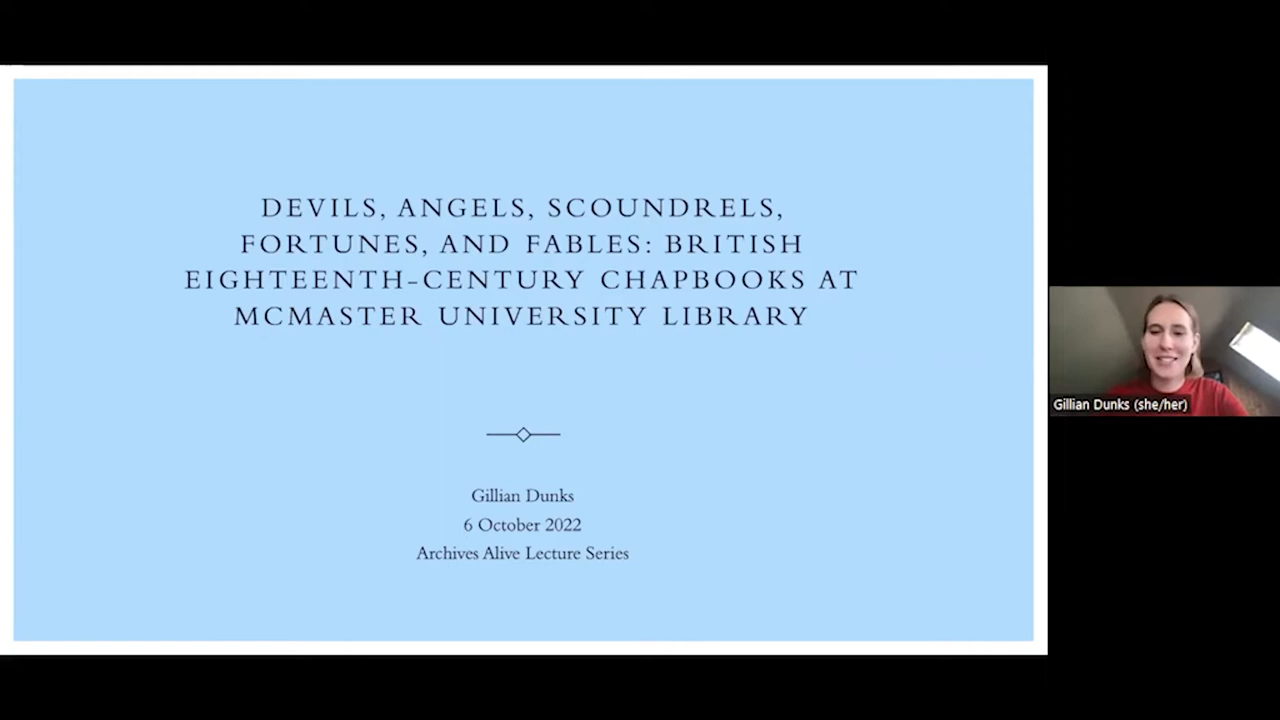 DEVILS, ANGELS, SCOUNDRELS,
FORTUNES, AND FABLES: BRITISH
EIGHTEENTH-CENTURY CHAPBOOKS AT
MCMASTER UNIVERSITY LIBRARY
Gillian Dunks
6 October 2022
Archives Alive Lecture Series
Gillian Dunks (she/her)